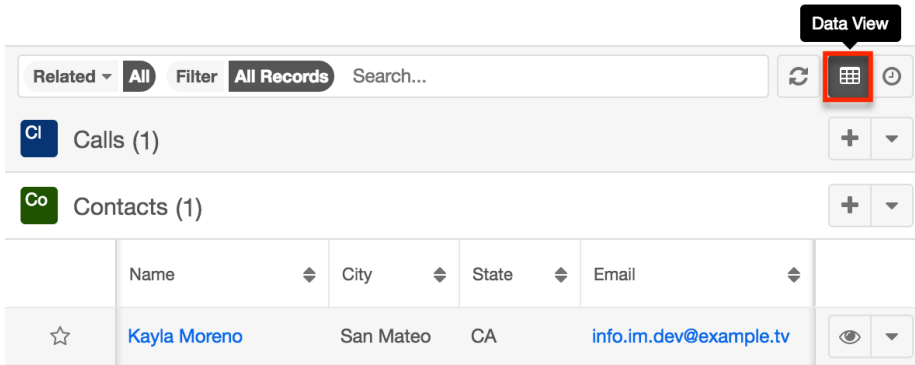 Data View
Related All Filter All Records Search...
Cl Calls (1)
Co Contacts (1)
Name City State Email
Kayla Moreno San Mateo CA info.im.dev@example.tv